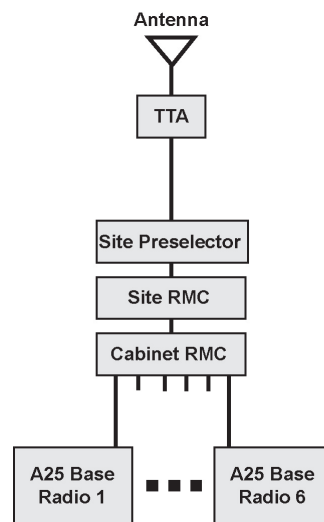 Antenna
TTA
Site Preselector
Site RMC
Cabinet RMC
A25 Base
Radio 1
A25 Base
Radio 6